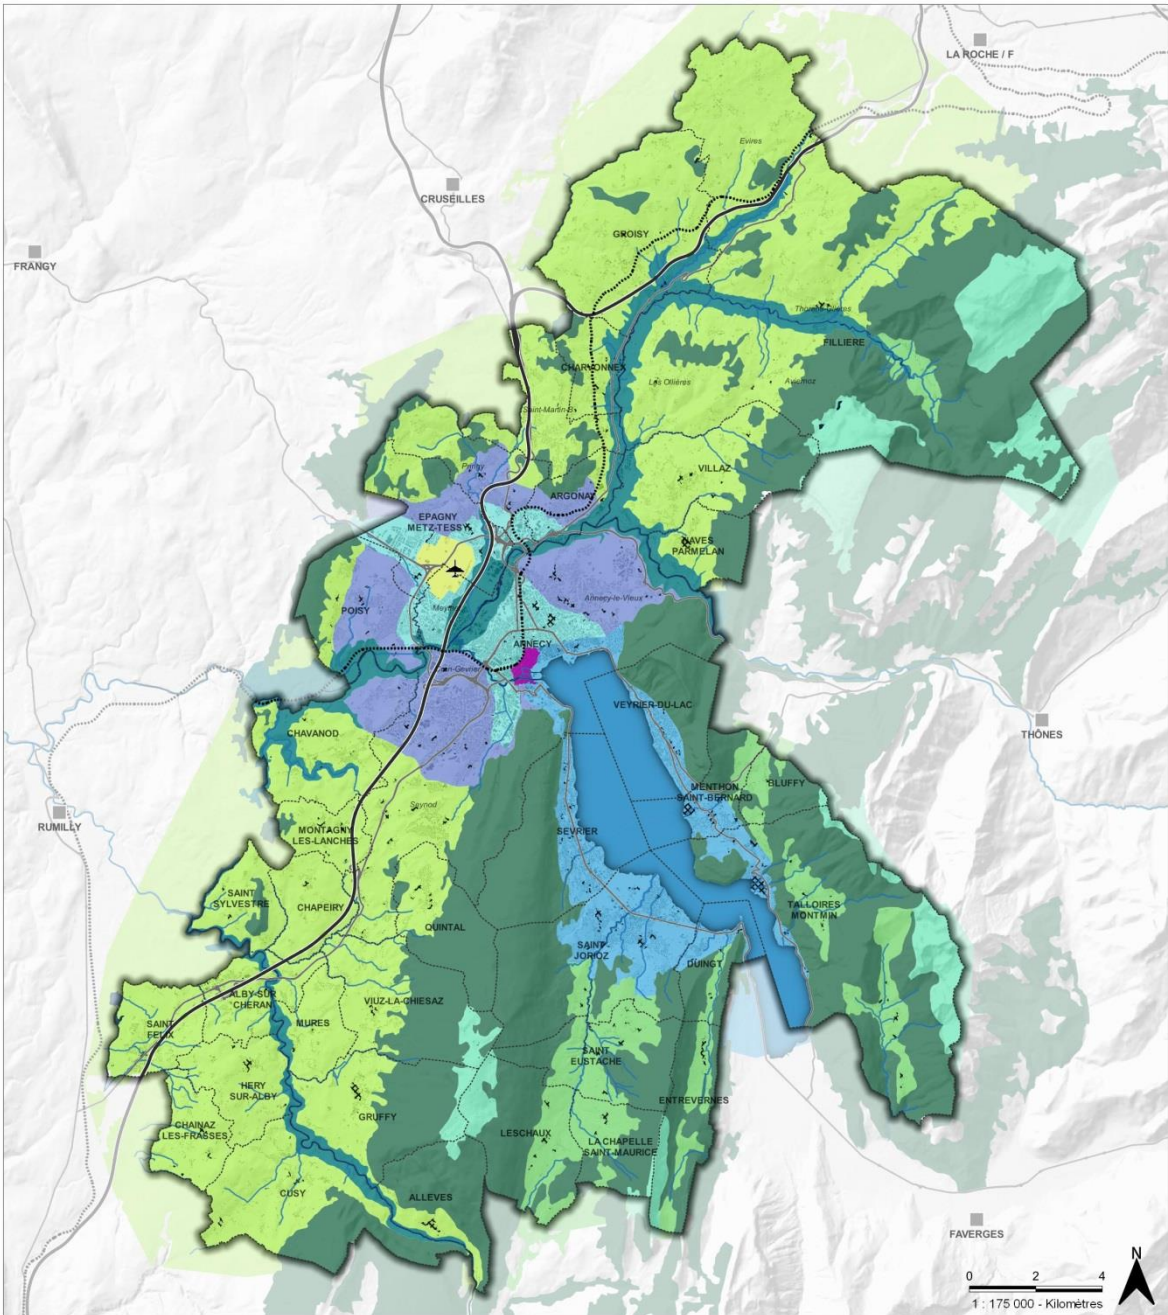 LA ROCHE / F
Evires
CRUSEILLES
GROISY
FRANGY
Thorens-Glières
FILLIERE
CHARVONNEX
Les Ollières
Aviernoz
Saint-Martin-B.
VILLAZ
Pringy
ARGONAY
EPAGNY
METZ-TESSY
NAVES
PARMELAN
Annecy-le-Vieux
POISY
Meythet
ANNECY
Cran-Gevrier
VEYRIER-DU-LAC
THÔNES
CHAVANOD
MENTHON
SAINT-BERNARD
BLUFFY
Seynod
RUMILLY
MONTAGNY
LES-LANCHES
SEVRIER
SAINT
SYLVESTRE
CHAPEIRY
TALLOIRES
MONTMIN
QUINTAL
SAINT
JORIOZ
DUINGT
ALBY-SUR
CHERAN
VIUZ-LA-CHIESAZ
SAINT
FELIX
MURES
SAINT
EUSTACHE
HERY
SUR-ALBY
ENTREVERNES
GRUFFY
CHAINAZ
LES-FRASSES
LESCHAUX
LA CHAPELLE
SAINT-MAURICE
CUSY
ALLEVES
FAVERGES
N
0 2 4
1 : 175 000 - Kilomètres